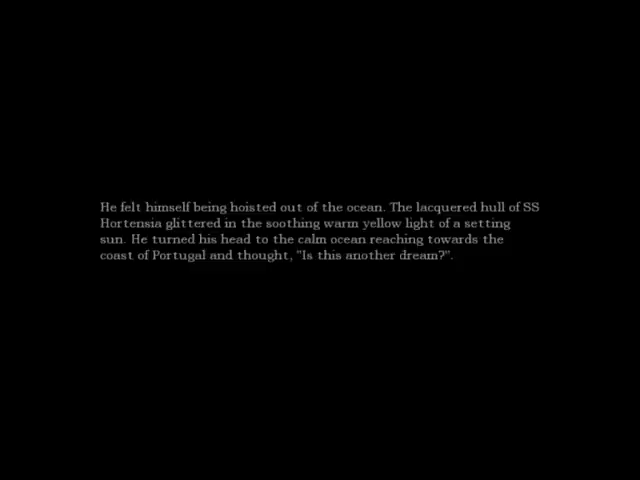 He felt himself being hoisted out of the ocean. The lacquered hull of SS
Hortensia glittered in the soothing warm yellow light of a setting
sun. He turned his head to the calm ocean reaching towards the
coast of Portugal and thought, "Is this another dream?".